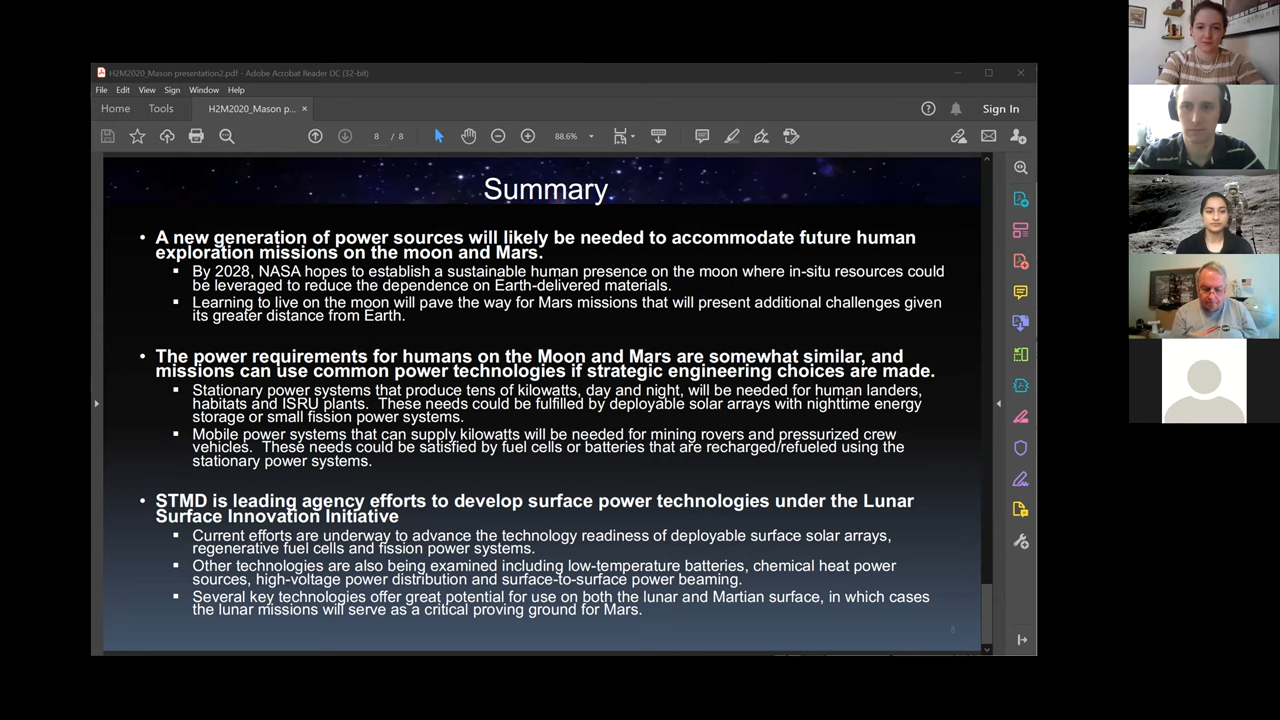 H2M2020_Mason presentation2.pdf - Adobe Acrobat Reader DC (32-bit)
File Edit View Sign Window Help
Home Tools H2M2020_Mason p... × Sign In
8 / 8 88.6%
Summary
• A new generation of power sources will likely be needed to accommodate future human
exploration missions on the moon and Mars.
▪ By 2028, NASA hopes to establish a sustainable human presence on the moon where in-situ resources could
be leveraged to reduce the dependence on Earth-delivered materials.
▪ Learning to live on the moon will pave the way for Mars missions that will present additional challenges given
its greater distance from Earth.
• The power requirements for humans on the Moon and Mars are somewhat similar, and
missions can use common power technologies if strategic engineering choices are made.
▪ Stationary power systems that produce tens of kilowatts, day and night, will be needed for human landers,
habitats and ISRU plants. These needs could be fulfilled by deployable solar arrays with nighttime energy
storage or small fission power systems.
▪ Mobile power systems that can supply kilowatts will be needed for mining rovers and pressurized crew
vehicles. These needs could be satisfied by fuel cells or batteries that are recharged/refueled using the
stationary power systems.
• STMD is leading agency efforts to develop surface power technologies under the Lunar
Surface Innovation Initiative
▪ Current efforts are underway to advance the technology readiness of deployable surface solar arrays,
regenerative fuel cells and fission power systems.
▪ Other technologies are also being examined including low-temperature batteries, chemical heat power
sources, high-voltage power distribution and surface-to-surface power beaming.
▪ Several key technologies offer great potential for use on both the lunar and Martian surface, in which cases
the lunar missions will serve as a critical proving ground for Mars.
8